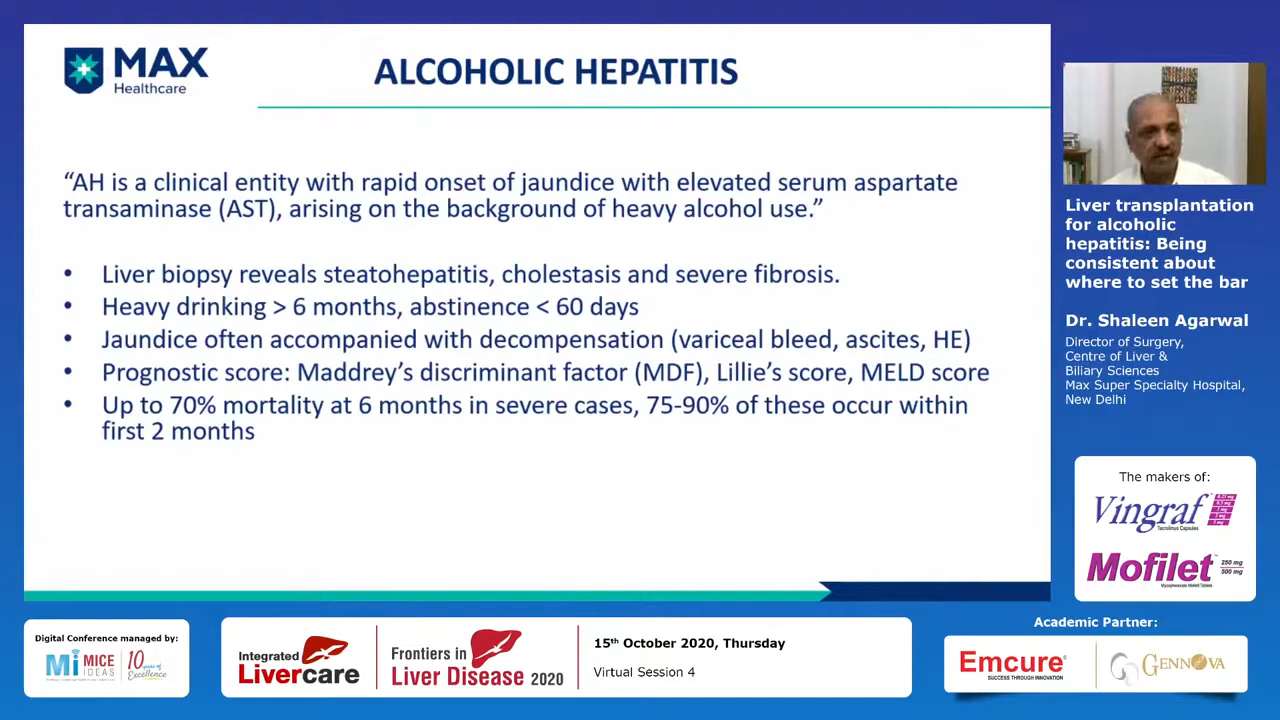 MAX
Healthcare
ALCOHOLIC HEPATITIS
“AH is a clinical entity with rapid onset of jaundice with elevated serum aspartate
transaminase (AST), arising on the background of heavy alcohol use.”
• Liver biopsy reveals steatohepatitis, cholestasis and severe fibrosis.
• Heavy drinking > 6 months, abstinence < 60 days
• Jaundice often accompanied with decompensation (variceal bleed, ascites, HE)
• Prognostic score: Maddrey’s discriminant factor (MDF), Lillie’s score, MELD score
• Up to 70% mortality at 6 months in severe cases, 75-90% of these occur within
first 2 months
Liver transplantation
for alcoholic
hepatitis: Being
consistent about
where to set the bar
Dr. Shaleen Agarwal
Director of Surgery,
Centre of Liver &
Biliary Sciences
Max Super Specialty Hospital,
New Delhi
The makers of:
Vingraf
Tacrolimus Capsules
Mofilet
250 mg
500 mg
Mycophenolate Mofetil Tablets
Digital Conference managed by:
Mi MICE
IDEAS
10 years of
Excellence
Integrated
Livercare
Frontiers in
Liver Disease 2020
15th October 2020, Thursday
Virtual Session 4
Academic Partner:
Emcure®
SUCCESS THROUGH INNOVATION
GENNOVA